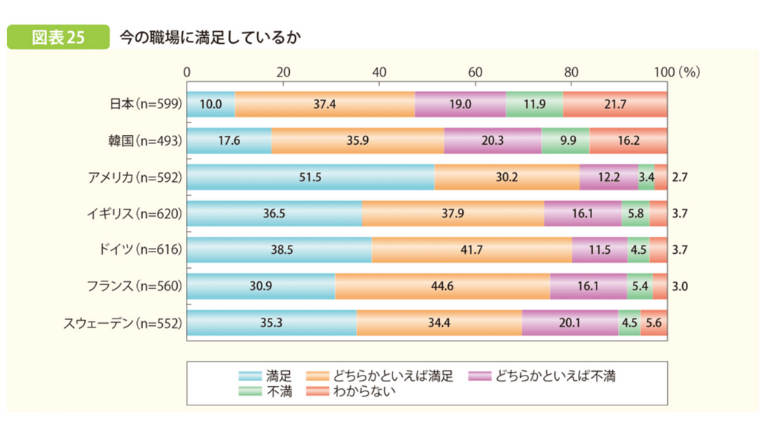 図表25 今の職場に満足しているか
0 20 40 60 80 100 (%)
日本(n=599) 10.0 37.4 19.0 11.9 21.7
韓国(n=493) 17.6 35.9 20.3 9.9 16.2
アメリカ(n=592) 51.5 30.2 12.2 3.4 2.7
イギリス(n=620) 36.5 37.9 16.1 5.8 3.7
ドイツ(n=616) 38.5 41.7 11.5 4.5 3.7
フランス(n=560) 30.9 44.6 16.1 5.4 3.0
スウェーデン(n=552) 35.3 34.4 20.1 4.5 5.6
満足 どちらかといえば満足 どちらかといえば不満
不満 わからない